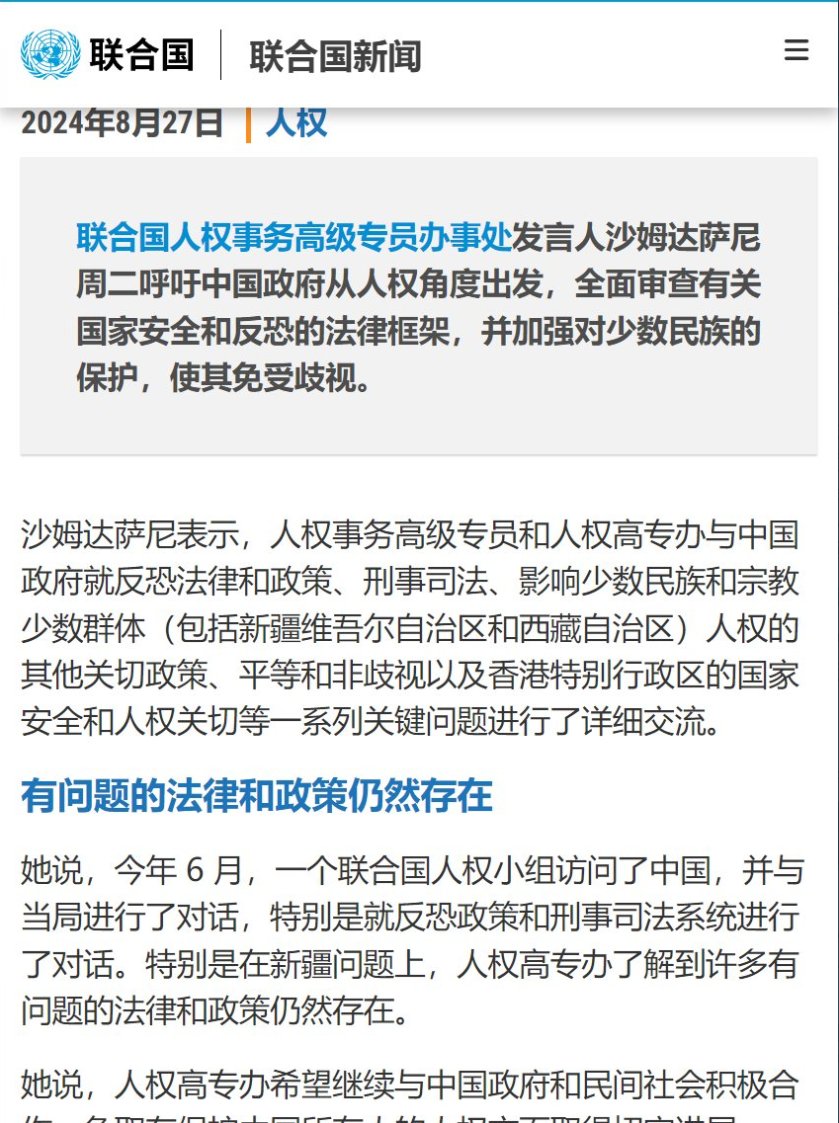 联合国 联合国新闻
2024年8月27日 人权
联合国人权事务高级专员办事处发言人沙姆达萨尼
周二呼吁中国政府从人权角度出发，全面审查有关
国家安全和反恐的法律框架，并加强对少数民族的
保护，使其免受歧视。
沙姆达萨尼表示，人权事务高级专员和人权高专办与中国
政府就反恐法律和政策、刑事司法、影响少数民族和宗教
少数群体（包括新疆维吾尔自治区和西藏自治区）人权的
其他关切政策、平等和非歧视以及香港特别行政区的国家
安全和人权关切等一系列关键问题进行了详细交流。
有问题的法律和政策仍然存在
她说，今年 6 月，一个联合国人权小组访问了中国，并与
当局进行了对话，特别是就反恐政策和刑事司法系统进行
了对话。特别是在新疆问题上，人权高专办了解到许多有
问题的法律和政策仍然存在。
她说，人权高专办希望继续与中国政府和民间社会积极合